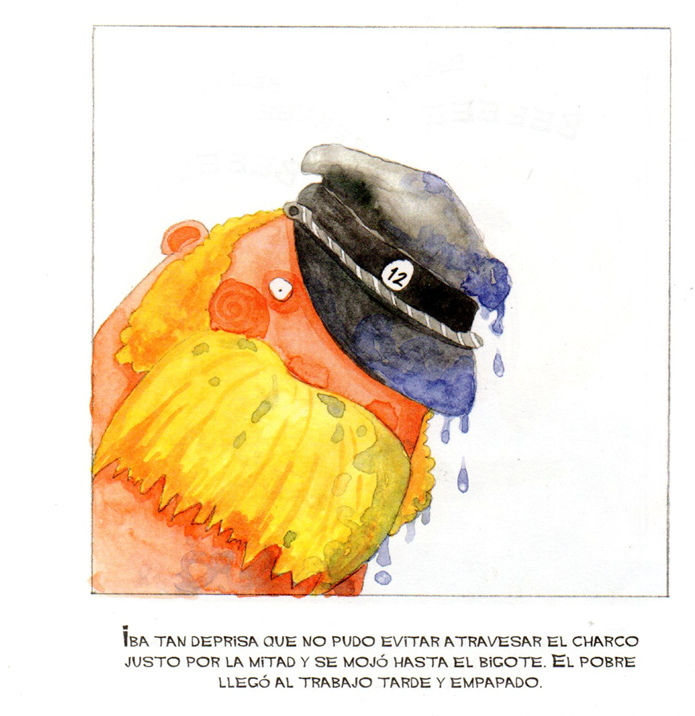 12
IBA TAN DEPRISA QUE NO PUDO EVITAR ATRAVESAR EL CHARCO
JUSTO POR LA MITAD Y SE MOJÓ HASTA EL BIGOTE. EL POBRE
LLEGÓ AL TRABAJO TARDE Y EMPAPADO.